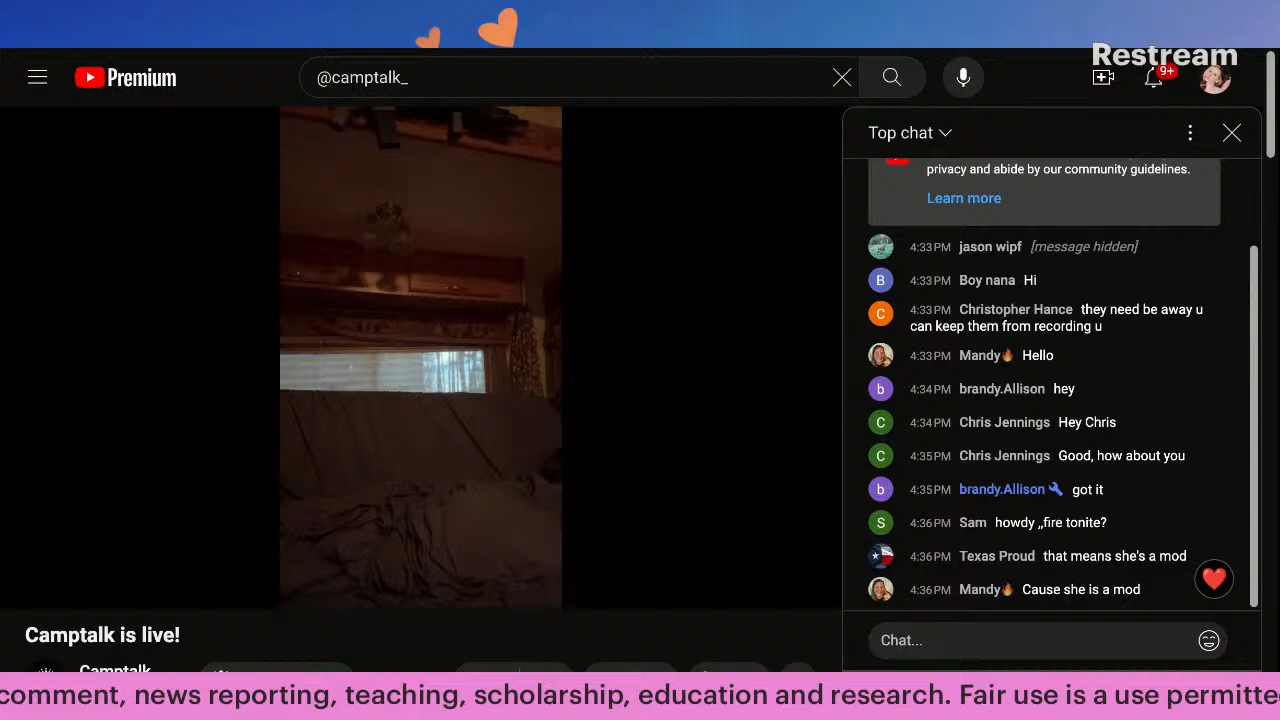 Restream
Premium
@camptalk_
9+
Top chat
privacy and abide by our community guidelines.
Learn more
4:33 PM jason wipf [message hidden]
B 4:33 PM Boy nana Hi
C 4:33 PM Christopher Hance they need be away u
can keep them from recording u
4:33 PM Mandy🔥 Hello
b 4:34 PM brandy.Allison hey
C 4:34 PM Chris Jennings Hey Chris
C 4:35 PM Chris Jennings Good, how about you
b 4:35 PM brandy.Allison got it
S 4:36 PM Sam howdy ,,fire tonite?
4:36 PM Texas Proud that means she's a mod
4:36 PM Mandy🔥 Cause she is a mod
Chat...
Camptalk is live!
Camptalk
comment, news reporting, teaching, scholarship, education and research. Fair use is a use permitte